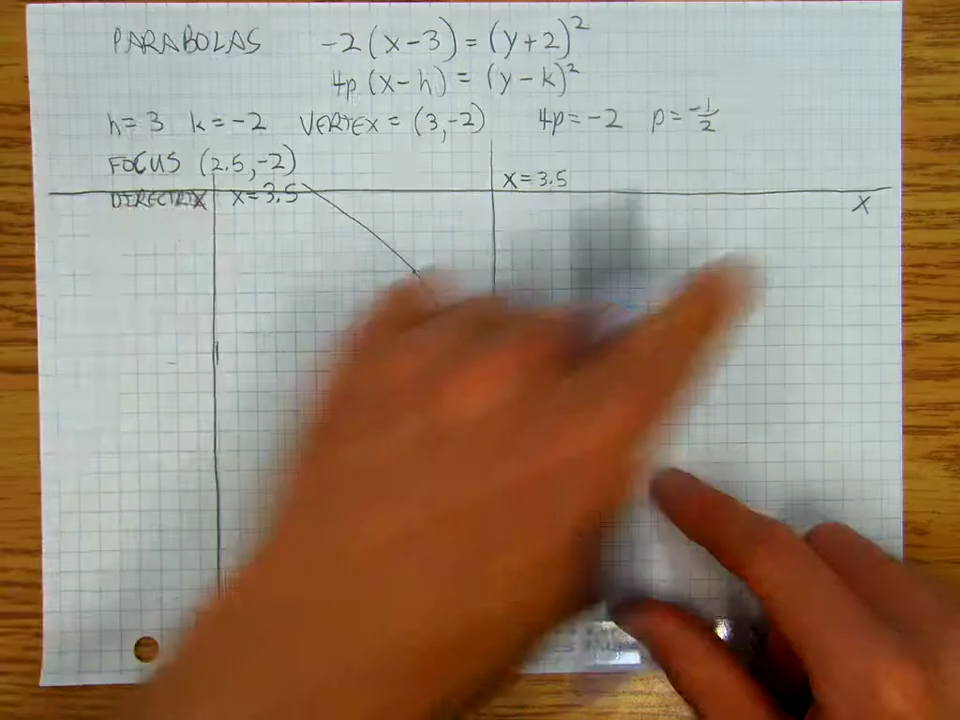 PARABOLAS -2(x-3) = (y+2)²
4p(x-h) = (y-k)²
h=3 k=-2 VERTEX = (3,-2) 4p=-2 p=-1/2
FOCUS (2.5,-2)
x=3.5
DIRECTRIX x=3.5 x